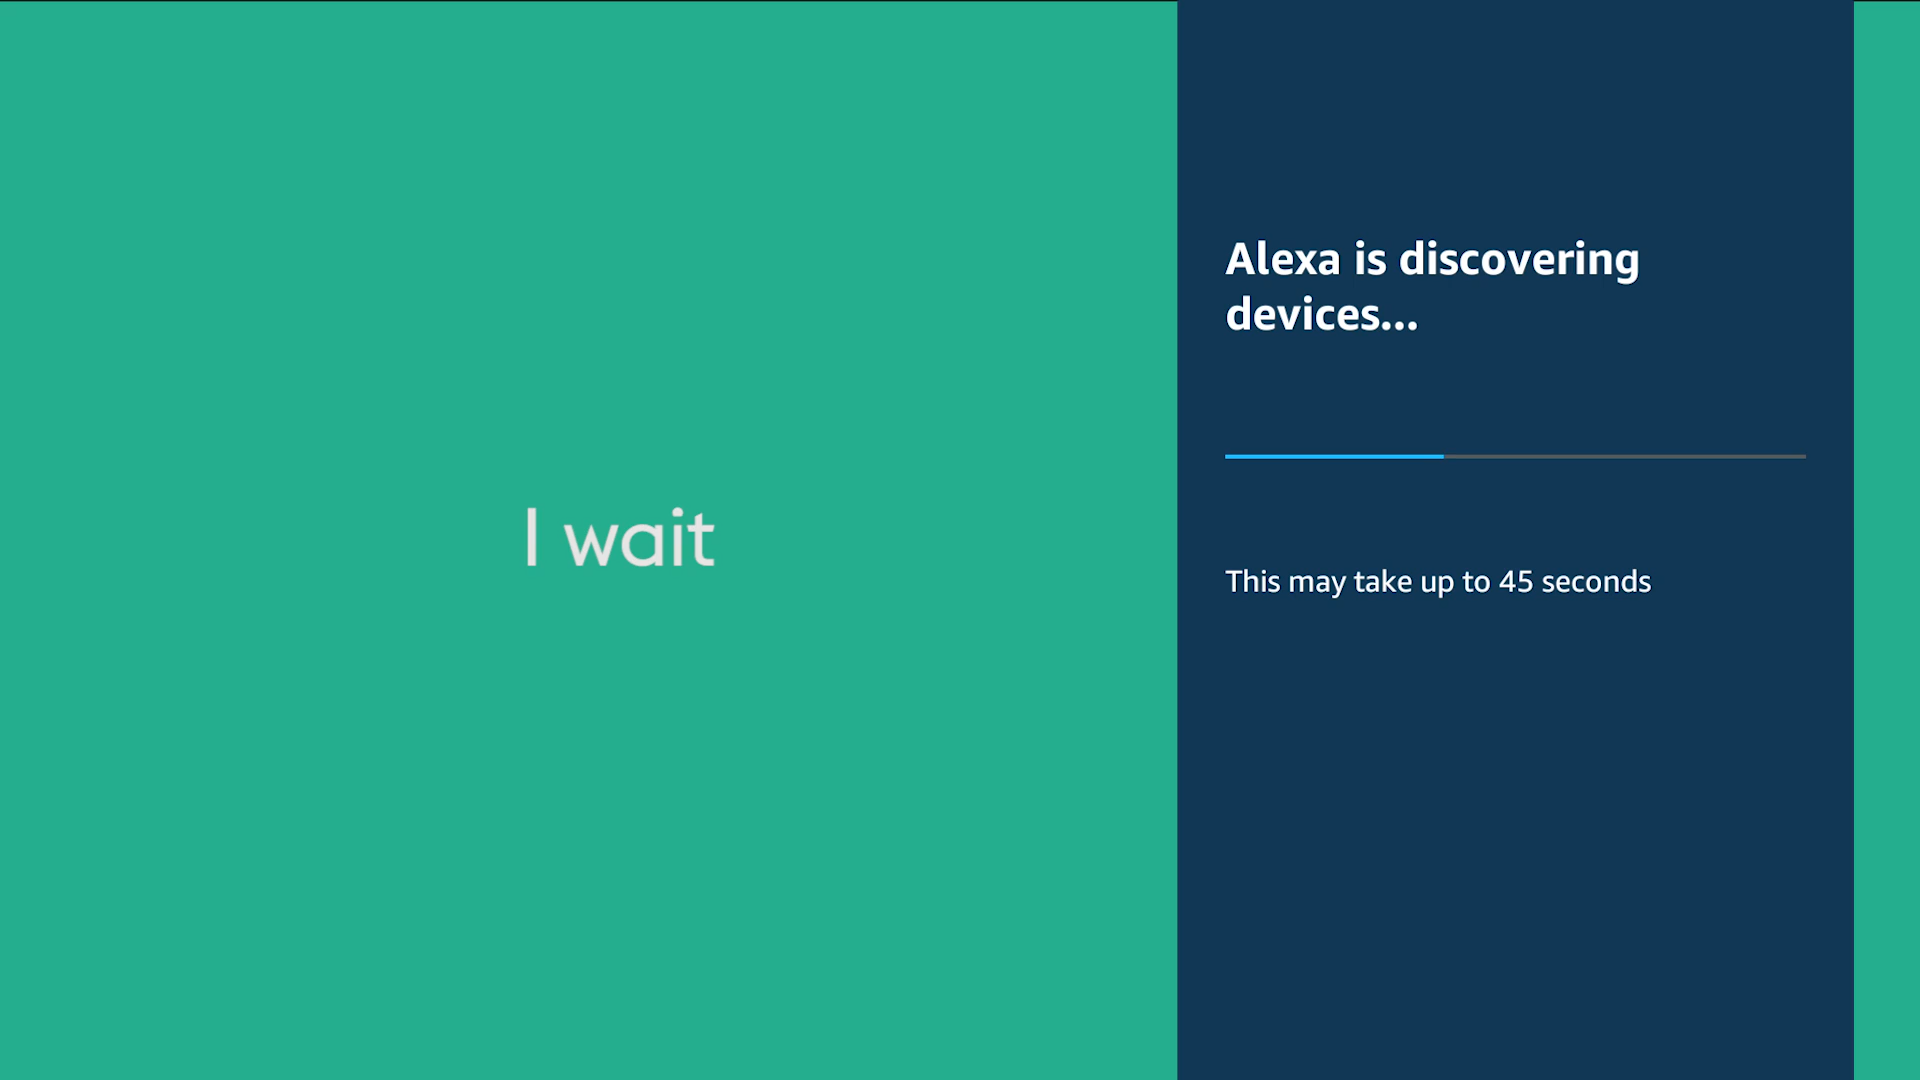 I wait
Alexa is discovering
devices...
This may take up to 45 seconds